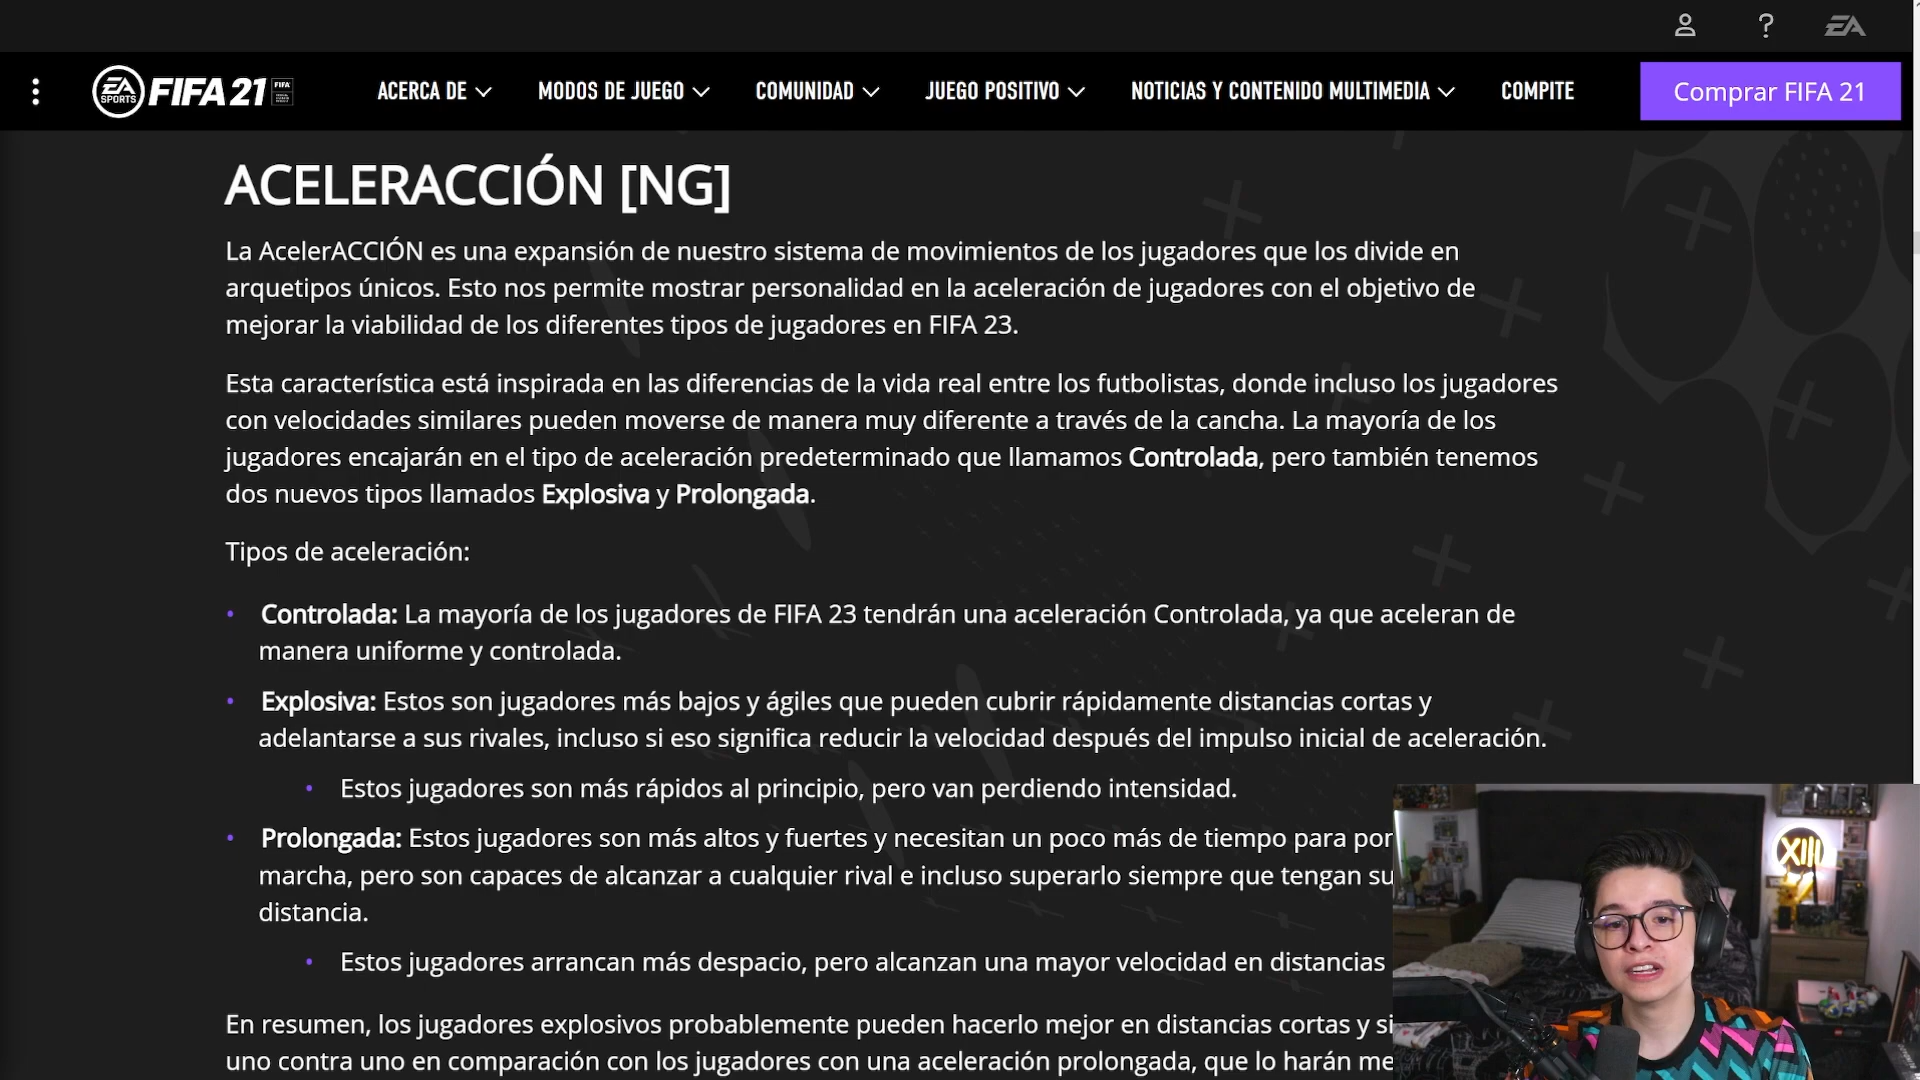 ?
EA
EA SPORTS FIFA 21 FIFA
ACERCA DE
MODOS DE JUEGO
COMUNIDAD
JUEGO POSITIVO
NOTICIAS Y CONTENIDO MULTIMEDIA
COMPITE
Comprar FIFA 21
ACELERACCIÓN [NG]
La AcelerACCIÓN es una expansión de nuestro sistema de movimientos de los jugadores que los divide en
arquetipos únicos. Esto nos permite mostrar personalidad en la aceleración de jugadores con el objetivo de
mejorar la viabilidad de los diferentes tipos de jugadores en FIFA 23.
Esta característica está inspirada en las diferencias de la vida real entre los futbolistas, donde incluso los jugadores
con velocidades similares pueden moverse de manera muy diferente a través de la cancha. La mayoría de los
jugadores encajarán en el tipo de aceleración predeterminado que llamamos Controlada, pero también tenemos
dos nuevos tipos llamados Explosiva y Prolongada.
Tipos de aceleración:
• Controlada: La mayoría de los jugadores de FIFA 23 tendrán una aceleración Controlada, ya que aceleran de
manera uniforme y controlada.
• Explosiva: Estos son jugadores más bajos y ágiles que pueden cubrir rápidamente distancias cortas y
adelantarse a sus rivales, incluso si eso significa reducir la velocidad después del impulso inicial de aceleración.
• Estos jugadores son más rápidos al principio, pero van perdiendo intensidad.
• Prolongada: Estos jugadores son más altos y fuertes y necesitan un poco más de tiempo para por
marcha, pero son capaces de alcanzar a cualquier rival e incluso superarlo siempre que tengan su
distancia.
• Estos jugadores arrancan más despacio, pero alcanzan una mayor velocidad en distancias
En resumen, los jugadores explosivos probablemente pueden hacerlo mejor en distancias cortas y si
uno contra uno en comparación con los jugadores con una aceleración prolongada, que lo harán me
XIII